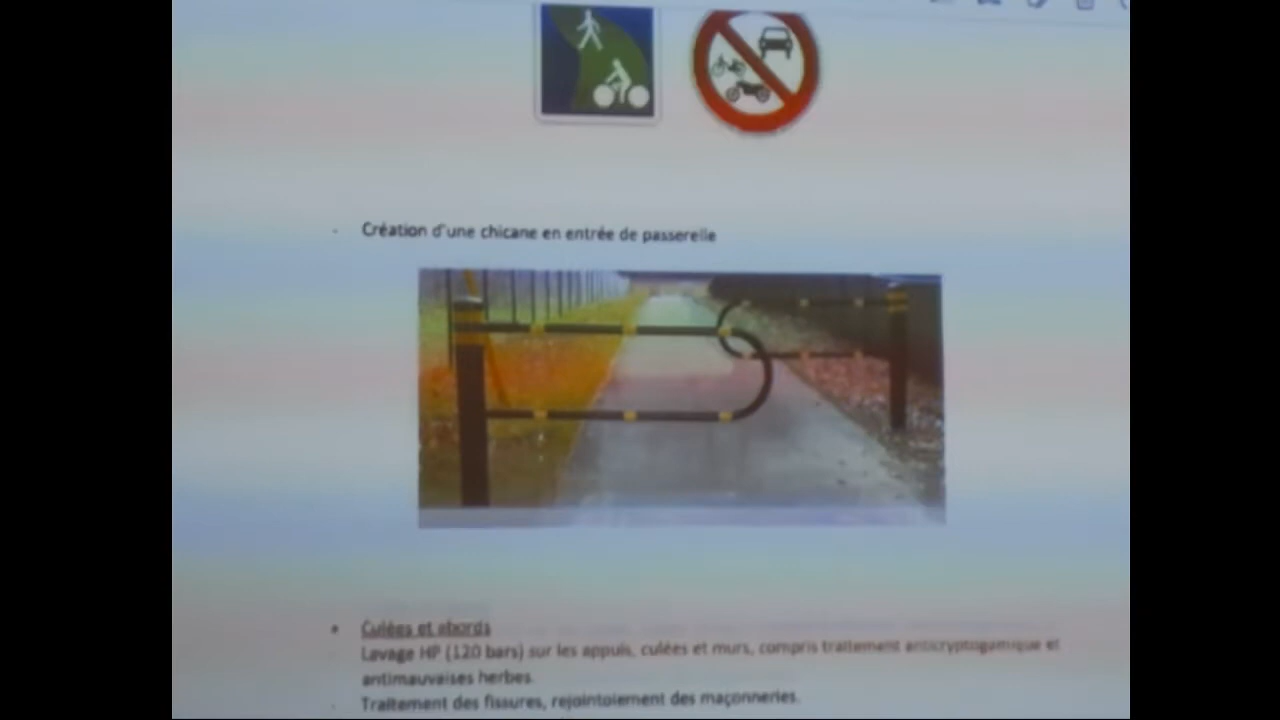 Création d'une chicane en entrée de passerelle
Culées et abords
Lavage HP (120 bars) sur les appuis, culées et murs, compris traitement anticryptogamique et
antimauvaises herbes.
Traitement des fissures, rejointoiement des maçonneries.